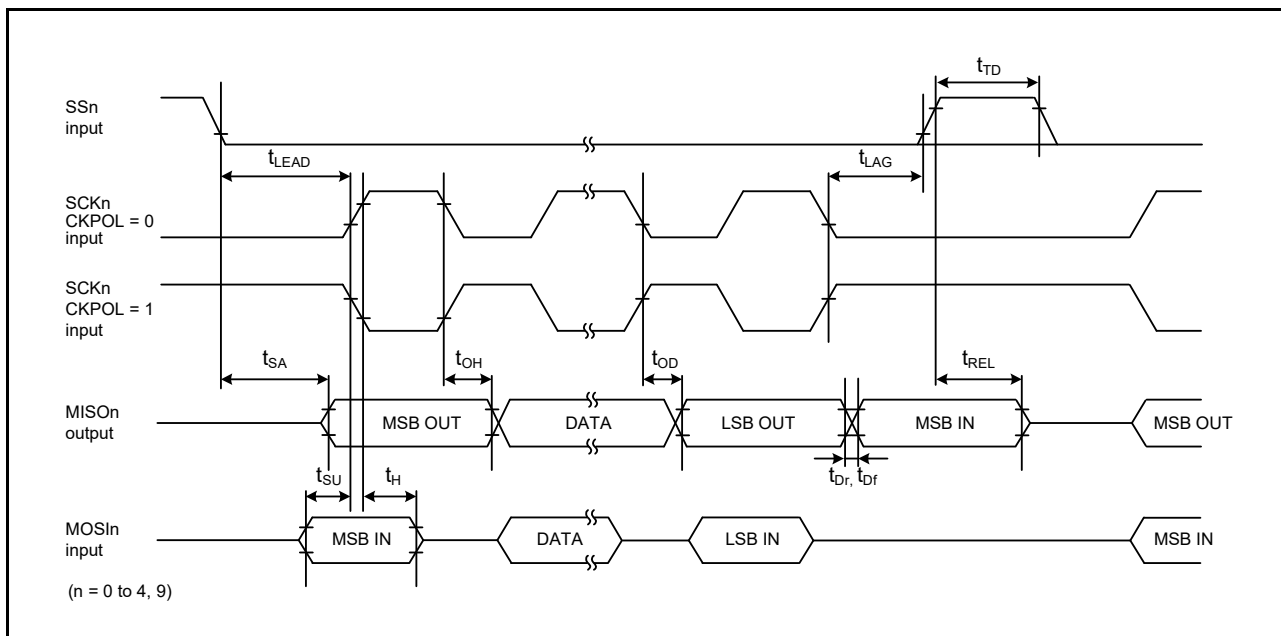 tTD
SSn
input
tLEAD
tLAG
SCKn
CKPOL = 0
input
SCKn
CKPOL = 1
input
tSA
tOH
tOD
tREL
MISOn
output
MSB OUT
DATA
LSB OUT
MSB IN
MSB OUT
tSU
tH
tDr, tDf
MOSIn
input
MSB IN
DATA
LSB IN
MSB IN
(n = 0 to 4, 9)